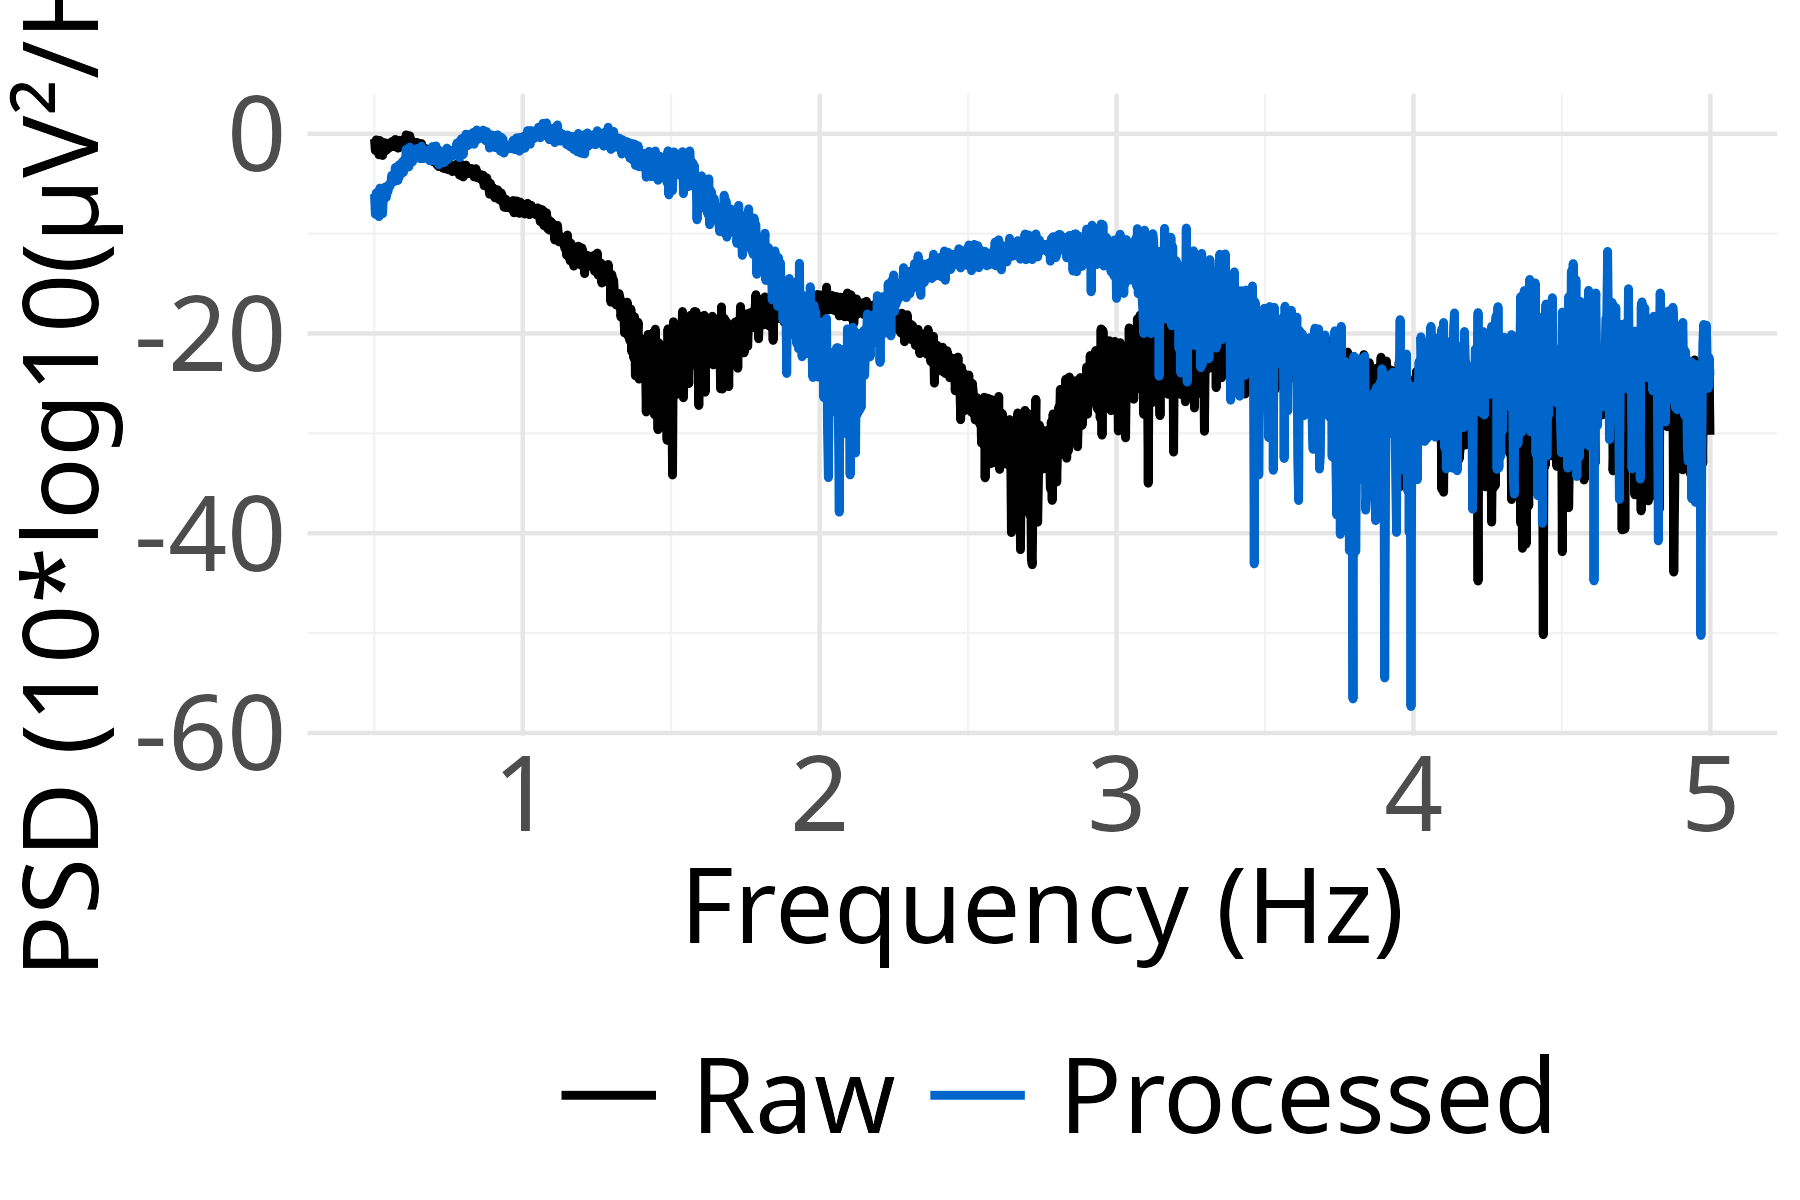 PSD (10*log10(µV²/H
0
-20
-40
-60
1 2 3 4 5
Frequency (Hz)
Raw Processed